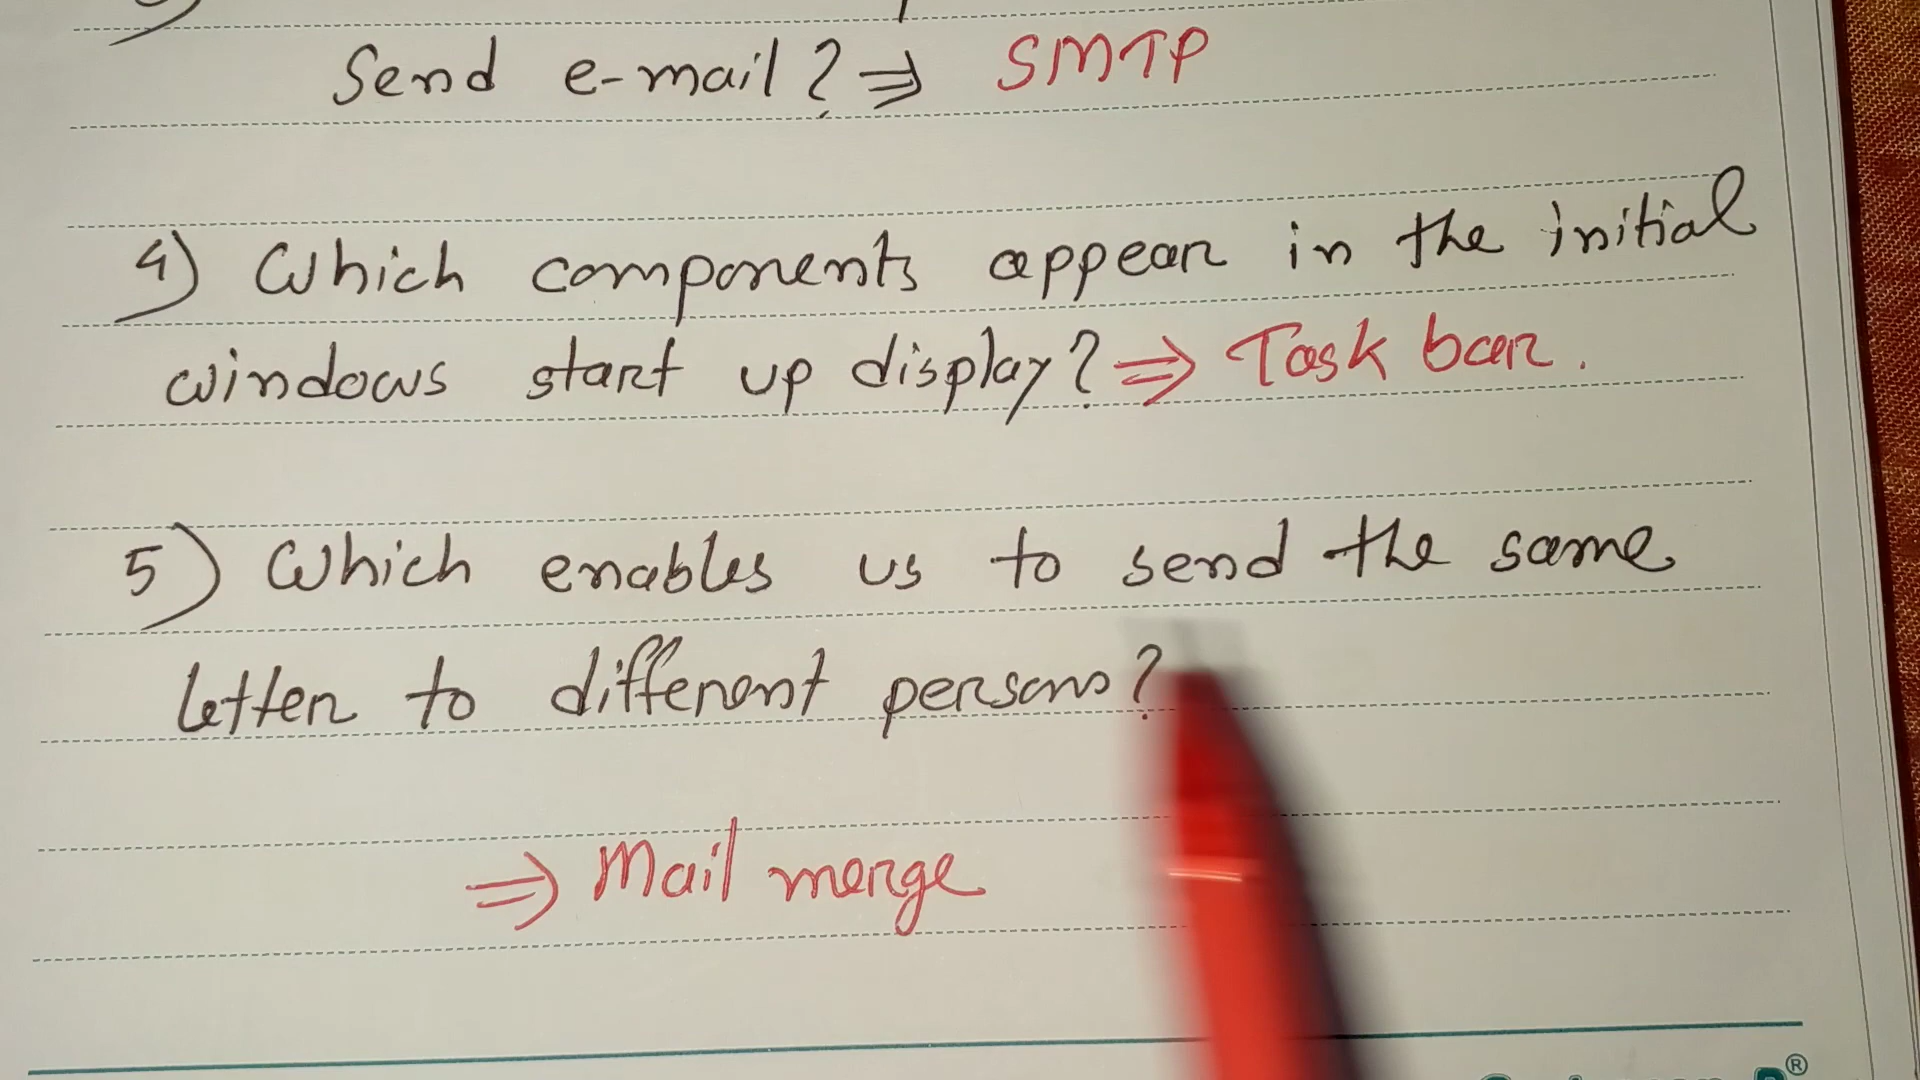 Send e-mail? ⇒ SMTP
4) Which components appear in the initial
windows start up display? ⇒ Task bar.
5) Which enables us to send the same
letter to different persons?
⇒ Mail merge